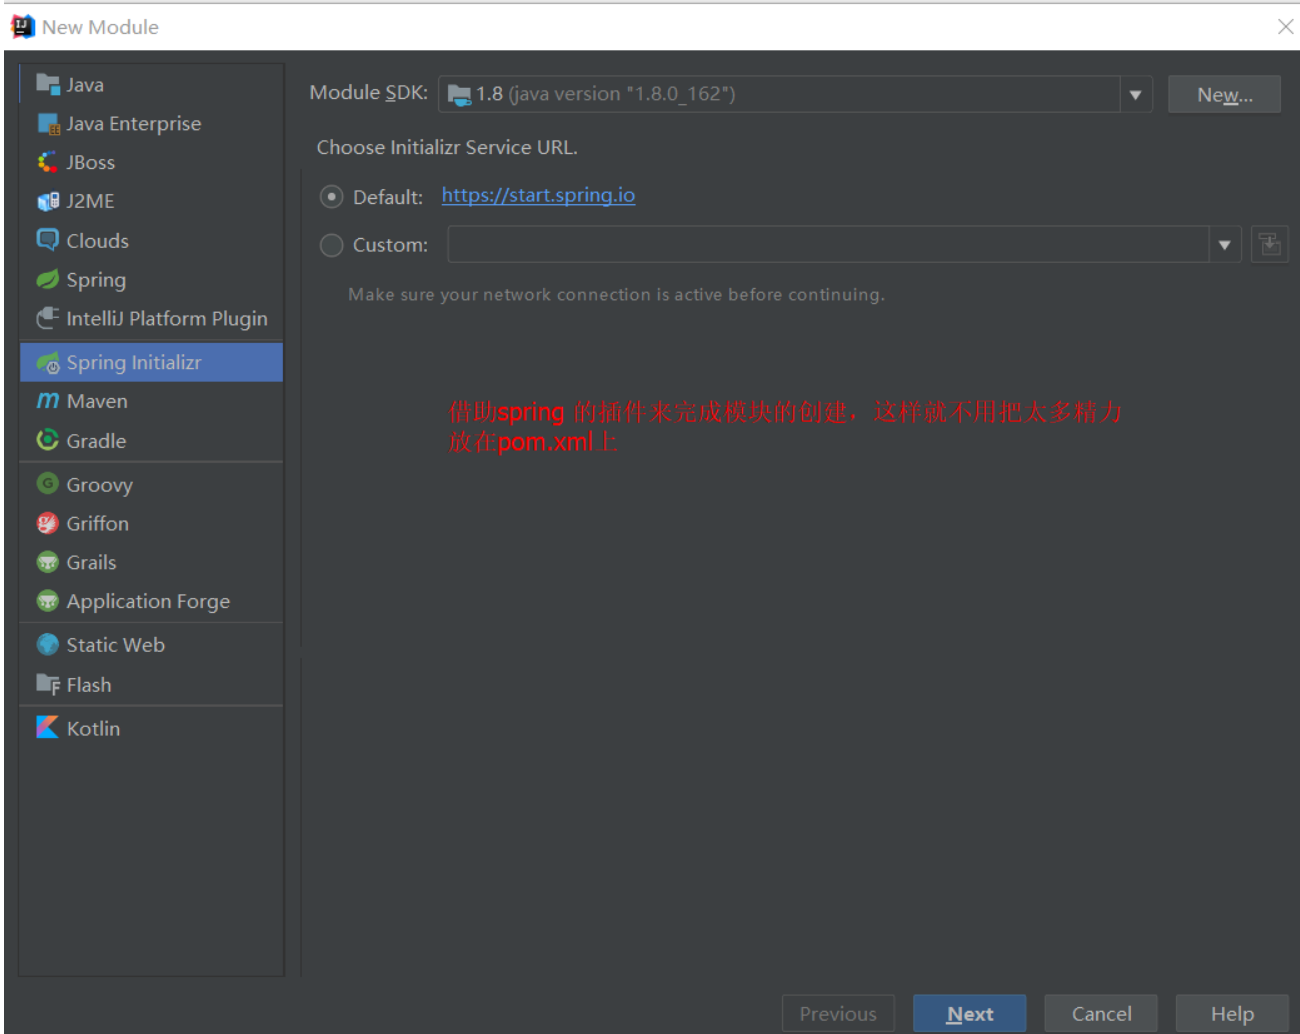 New Module
Java
Java Enterprise
JBoss
J2ME
Clouds
Spring
IntelliJ Platform Plugin
Spring Initializr
Maven
Gradle
Groovy
Griffon
Grails
Application Forge
Static Web
Flash
Kotlin
Module SDK: 1.8 (java version "1.8.0_162") New...
Choose Initializr Service URL.
Default: https://start.spring.io
Custom:
Make sure your network connection is active before continuing.
借助spring 的插件来完成模块的创建，这样就不用把太多精力
放在pom.xml上
Previous Next Cancel Help